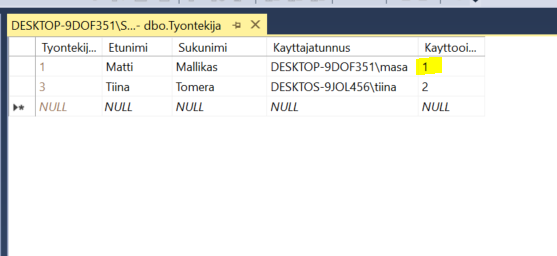 DESKTOP-9DOF351\S...- dbo.Tyontekija
Tyontekij... Etunimi Sukunimi Kayttajatunnus Kayttooi...
1 Matti Mallikas DESKTOP-9DOF351\masa 1
3 Tiina Tomera DESKTOS-9JOL456\tiina 2
NULL NULL NULL NULL NULL